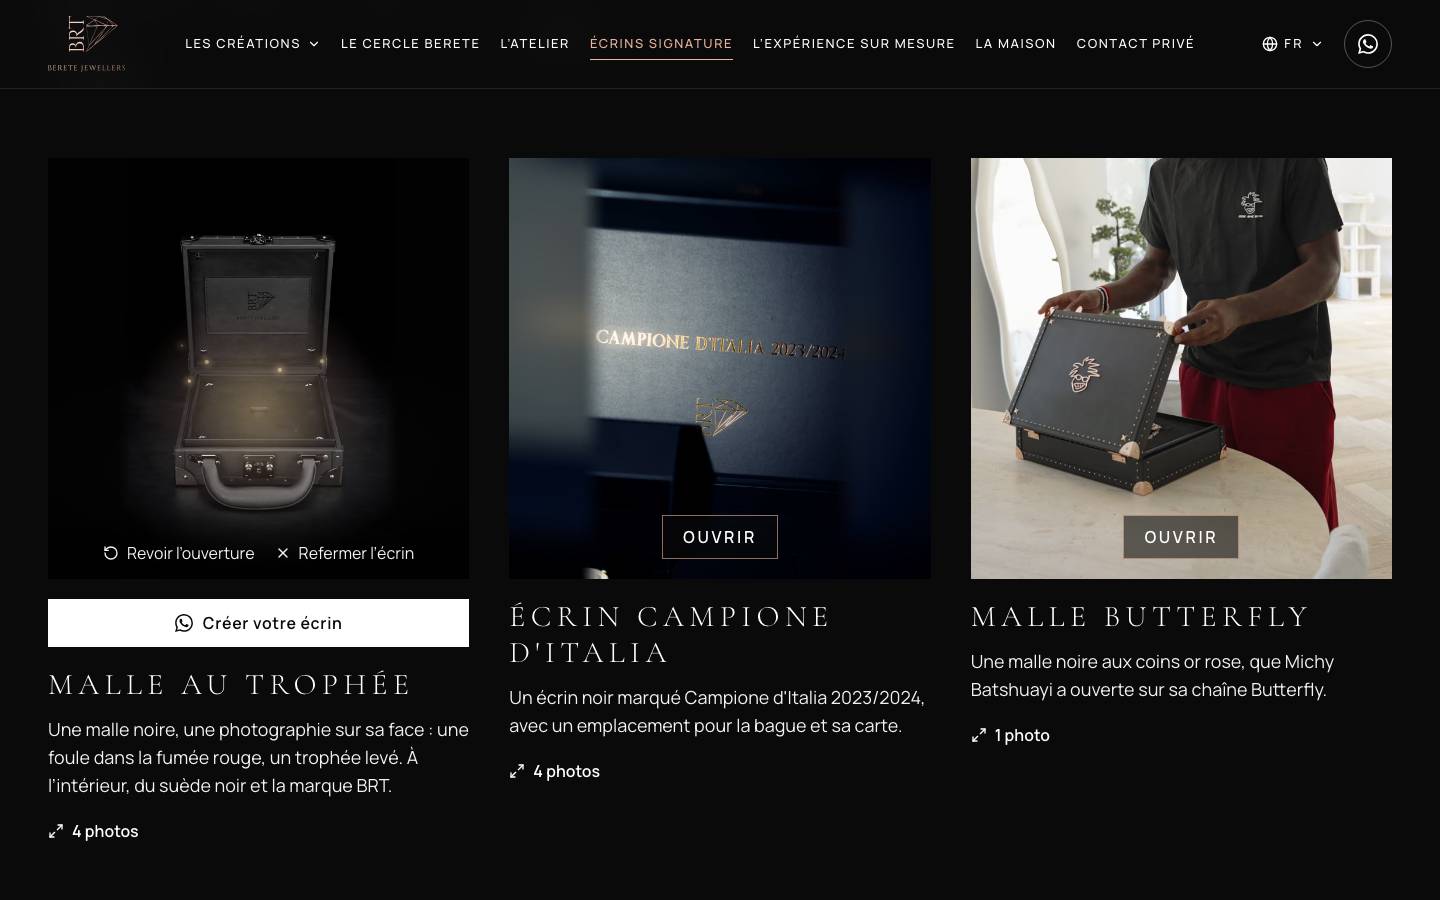 BRT
BERETE JEWELLERS
LES CRÉATIONS
LE CERCLE BERETE
L'ATELIER
ÉCRINS SIGNATURE
L'EXPÉRIENCE SUR MESURE
LA MAISON
CONTACT PRIVÉ
FR
BRT
CAMPIONE D'ITALIA 2023/2024
BRT
Revoir l'ouverture
Refermer l'écrin
OUVRIR
OUVRIR
Créer votre écrin
MALLE AU TROPHÉE
Une malle noire, une photographie sur sa face : une
foule dans la fumée rouge, un trophée levé. À
l'intérieur, du suède noir et la marque BRT.
4 photos
ÉCRIN CAMPIONE
D'ITALIA
Un écrin noir marqué Campione d'Italia 2023/2024,
avec un emplacement pour la bague et sa carte.
4 photos
MALLE BUTTERFLY
Une malle noire aux coins or rose, que Michy
Batshuayi a ouverte sur sa chaîne Butterfly.
1 photo